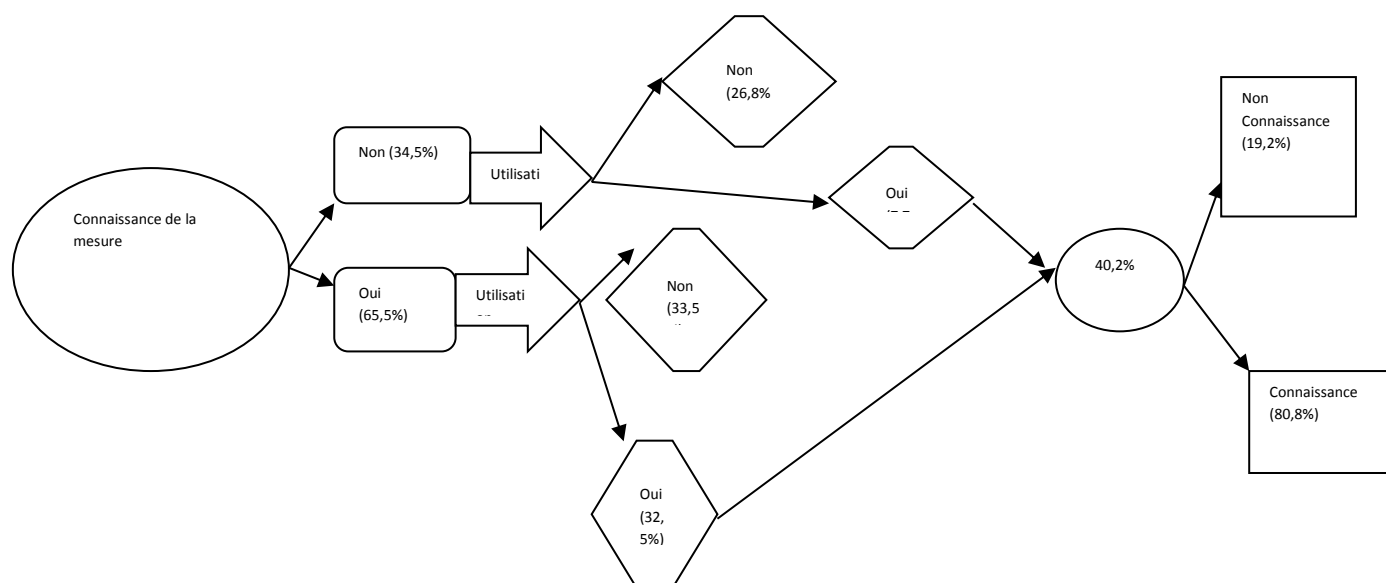 Connaissance de la
mesure
Non (34,5%)
Utilisati
Non
(26,8%
Oui
Oui
(65,5%)
Utilisati
Non
(33,5
Oui
(32,
5%)
40,2%
Non
Connaissance
(19,2%)
Connaissance
(80,8%)